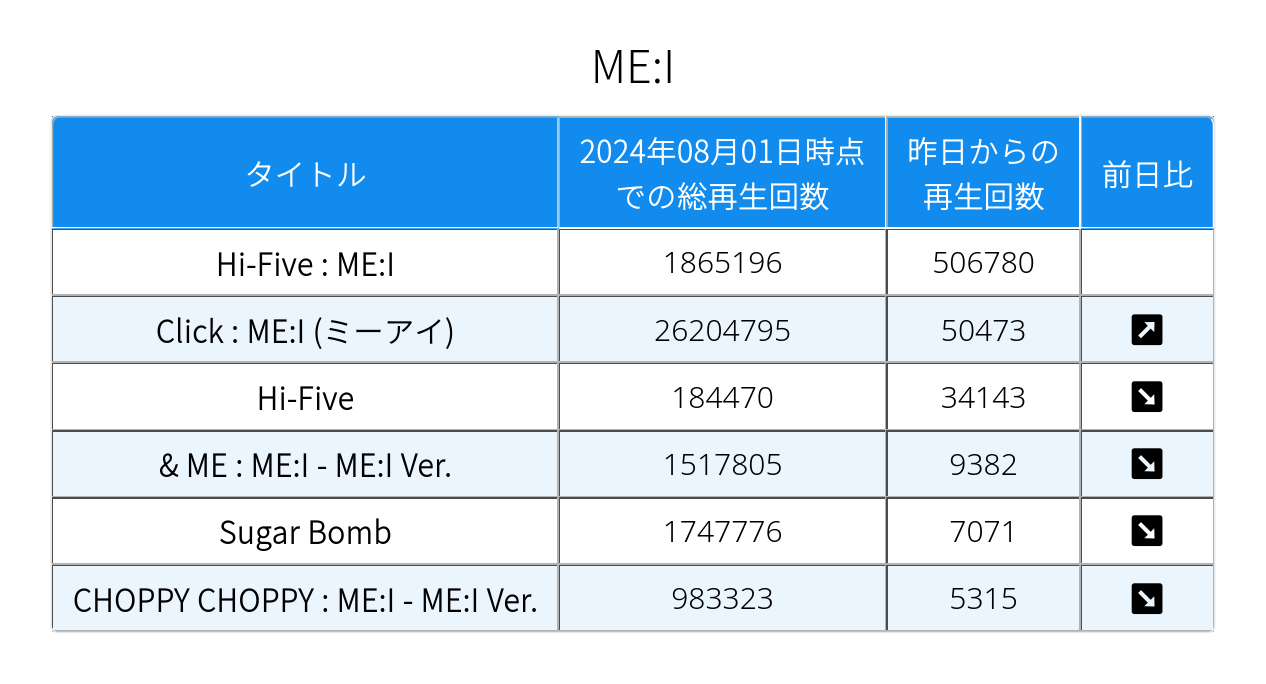 ME:I
タイトル
2024年08月01日時点
での総再生回数
昨日からの
再生回数
前日比
Hi-Five : ME:I 1865196 506780
Click : ME:I (ミーアイ) 26204795 50473 ↗
Hi-Five 184470 34143 ↘
& ME : ME:I - ME:I Ver. 1517805 9382 ↘
Sugar Bomb 1747776 7071 ↘
CHOPPY CHOPPY : ME:I - ME:I Ver. 983323 5315 ↘